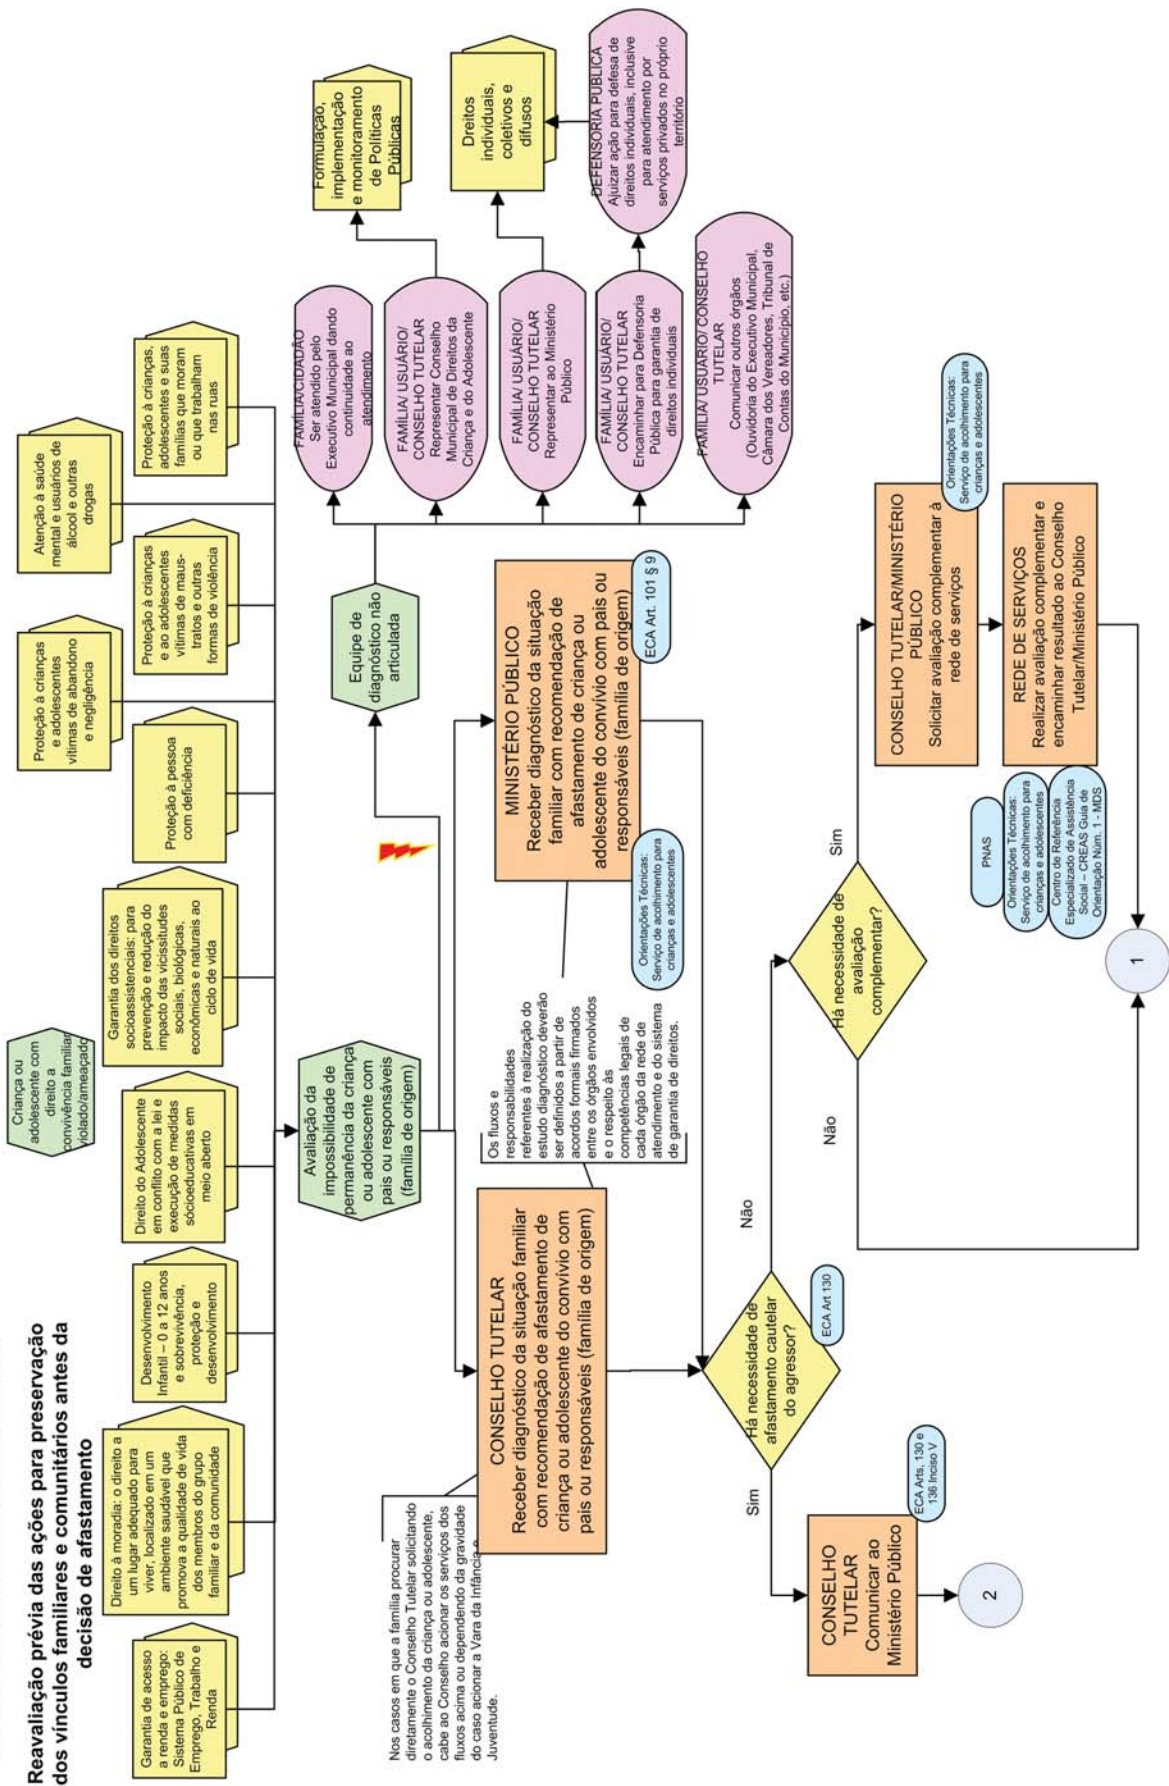 Reavaliação prévia das ações para preservação
dos vínculos familiares e comunitários antes da
decisão de afastamento
Criança ou
adolescente com
direito a
convivência familiar
violado/ameaçado
Garantia de acesso
a renda e emprego:
Sistema Público de
Emprego, Trabalho e
Renda
Direito à moradia: o direito a
um lugar adequado para
viver, localizado em um
ambiente saudável que
promova a qualidade de vida
dos membros do grupo
familiar e da comunidade
Desenvolvimento
Infantil – 0 a 12 anos
e sobrevivência,
proteção e
desenvolvimento
Direito do Adolescente
em conflito com a lei e
execução de medidas
sócioeducativas em
meio aberto
Garantia dos direitos
socioassistenciais: para
prevenção e redução do
impacto das vicissitudes
sociais, biológicas,
econômicas e naturais ao
ciclo de vida
Proteção à pessoa
com deficiência
Proteção à crianças
e adolescentes
vítimas de abandono
e negligência
Proteção à crianças
e ao adolescentes
vítimas de maus-
tratos e outras
formas de violência
Atenção à saúde
mental e usuários de
álcool e outras
drogas
Proteção à crianças,
adolescentes e suas
famílias que moram
ou que trabalham
nas ruas
Avaliação da
impossibilidade de
permanência da criança
ou adolescente com
pais ou responsáveis
(família de origem)
Equipe de
diagnóstico não
articulada
FAMÍLIA/CIDADÃO
Ser atendido pelo
Executivo Municipal dando
continuidade ao
atendimento
FAMÍLIA/ USUÁRIO/
CONSELHO TUTELAR
Representar Conselho
Municipal de Direitos da
Criança e do Adolescente
FAMÍLIA/ USUÁRIO/
CONSELHO TUTELAR
Representar ao Ministério
Público
FAMÍLIA/ USUÁRIO/
CONSELHO TUTELAR
Encaminhar para Defensoria
Pública para garantia de
direitos individuais
FAMÍLIA/ USUÁRIO/ CONSELHO
TUTELAR
Comunicar outros órgãos
(Ouvidoria do Executivo Municipal,
Câmara dos Vereadores, Tribunal de
Contas do Município, etc.)
Formulação,
implementação
e monitoramento
de Políticas
Públicas
Direitos
individuais,
coletivos e
difusos
DEFENSORIA PÚBLICA
Ajuizar ação para defesa de
direitos individuais, inclusive
para atendimento por
serviços privados no próprio
território
Nos casos em que a família procurar
diretamente o Conselho Tutelar solicitando
o acolhimento da criança ou adolescente,
cabe ao Conselho acionar os serviços dos
fluxos acima ou dependendo da gravidade
do caso acionar a Vara da Infância e
Juventude.
CONSELHO TUTELAR
Receber diagnóstico da situação familiar
com recomendação de afastamento de
criança ou adolescente do convívio com
pais ou responsáveis (família de origem)
Os fluxos e
responsabilidades
referentes à realização do
estudo diagnóstico deverão
ser definidos a partir de
acordos formais firmados
entre os órgãos envolvidos
e o respeito às
competências legais de
cada órgão da rede de
atendimento e do sistema
de garantia de direitos.
MINISTÉRIO PÚBLICO
Receber diagnóstico da situação
familiar com recomendação de
afastamento de criança ou
adolescente do convívio com pais ou
responsáveis (família de origem)
Orientações Técnicas:
Serviço de acolhimento para
crianças e adolescentes
ECA Art. 101 § 9
Há necessidade de
afastamento cautelar
do agressor?
ECA Art 130
Sim
Não
CONSELHO
TUTELAR
Comunicar ao
Ministério Público
ECA Arts, 130 e
136 Inciso V
2
Há necessidade de
avaliação
complementar?
Não
Sim
CONSELHO TUTELAR/MINISTÉRIO
PÚBLICO
Solicitar avaliação complementar à
rede de serviços
Orientações Técnicas:
Serviço de acolhimento para
crianças e adolescentes
REDE DE SERVIÇOS
Realizar avaliação complementar e
encaminhar resultado ao Conselho
Tutelar/Ministério Público
PNAS
Orientações Técnicas:
Serviço de acolhimento para
crianças e adolescentes
Centro de Referência
Especializado de Assistência
Social – CREAS Guia de
Orientação Núm. 1 - MDS
1